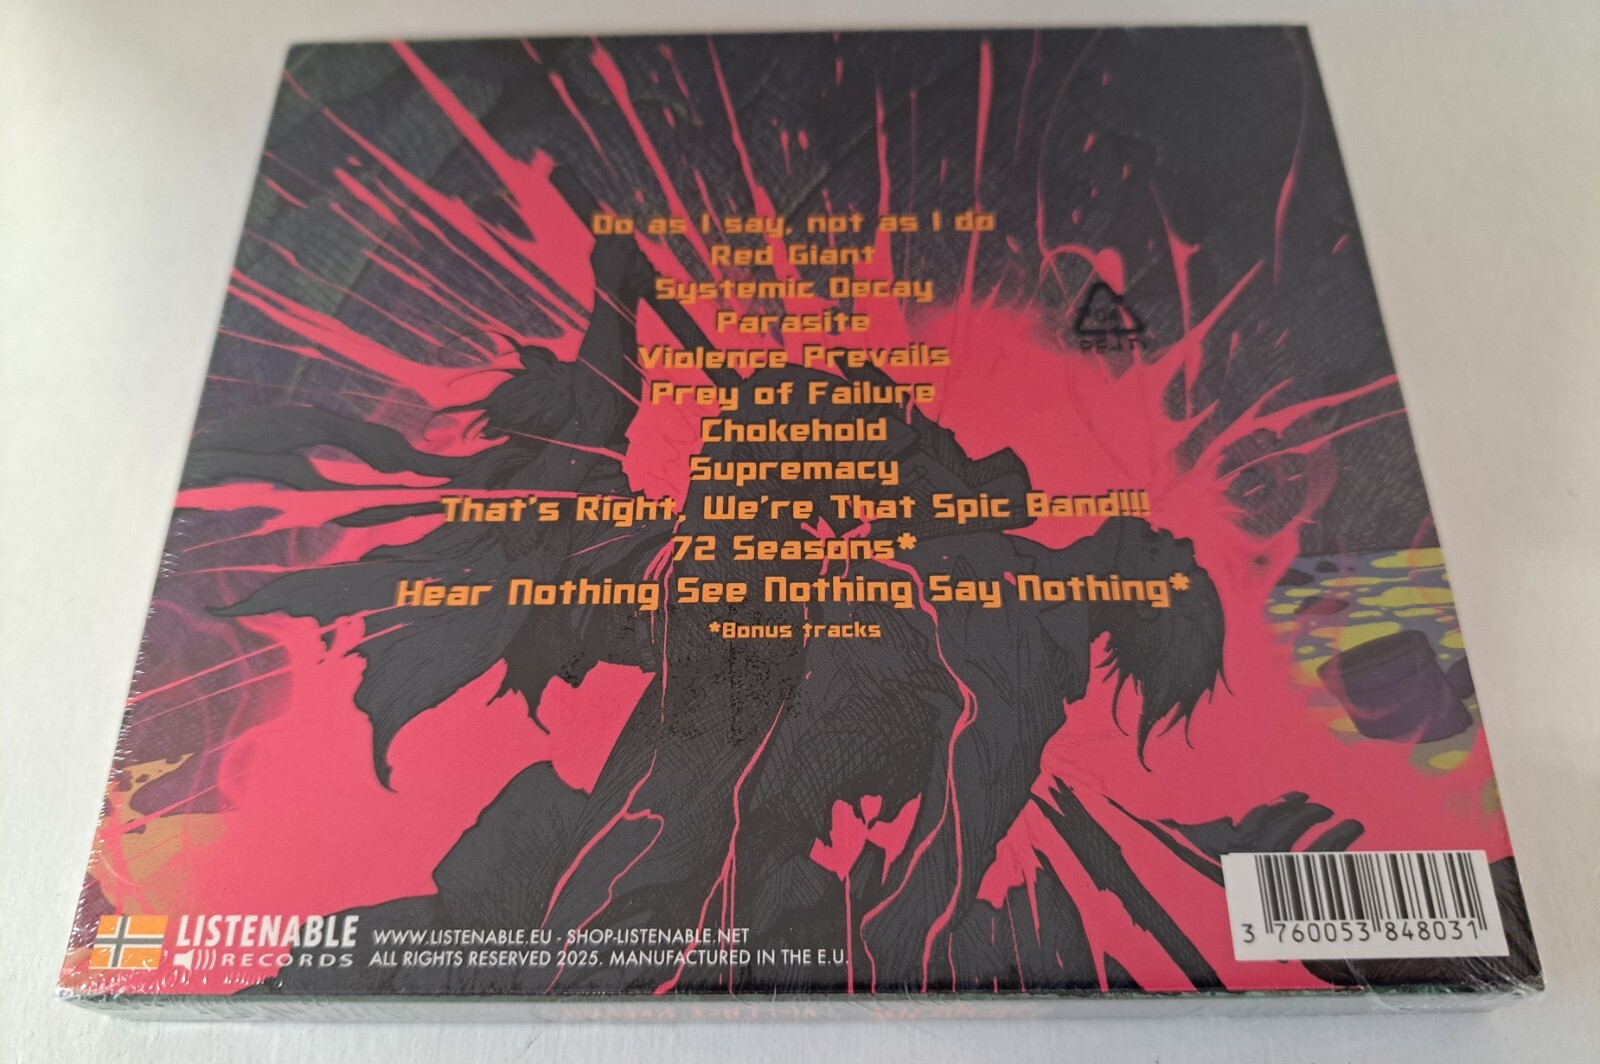 Do as I say, not as I do
Red Giant
Systemic Decay
Parasite
Violence Prevails
Prey of Failure
Chokehold
Supremacy
That's Right, We're That Spic Band!!!
72 Seasons*
Hear Nothing See Nothing Say Nothing*
*Bonus tracks
04
LISTENABLE
RECORDS
WWW.LISTENABLE.EU - SHOP-LISTENABLE.NET
ALL RIGHTS RESERVED 2025. MANUFACTURED IN THE E.U.
3 760053 848031